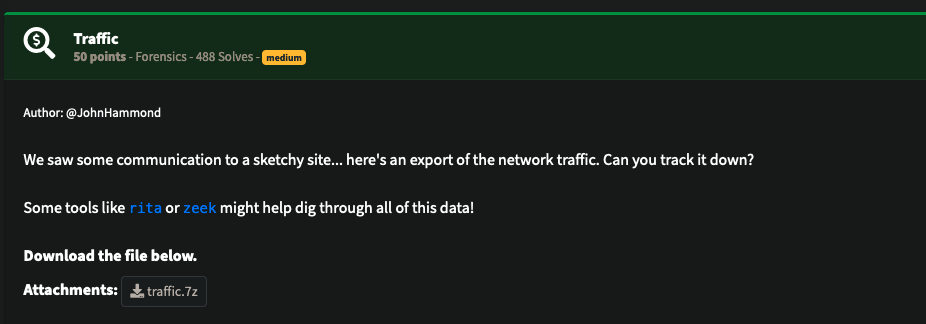 Traffic
50 points - Forensics - 488 Solves - medium
Author: @JohnHammond
We saw some communication to a sketchy site... here's an export of the network traffic. Can you track it down?
Some tools like rita or zeek might help dig through all of this data!
Download the file below.
Attachments: traffic.7z